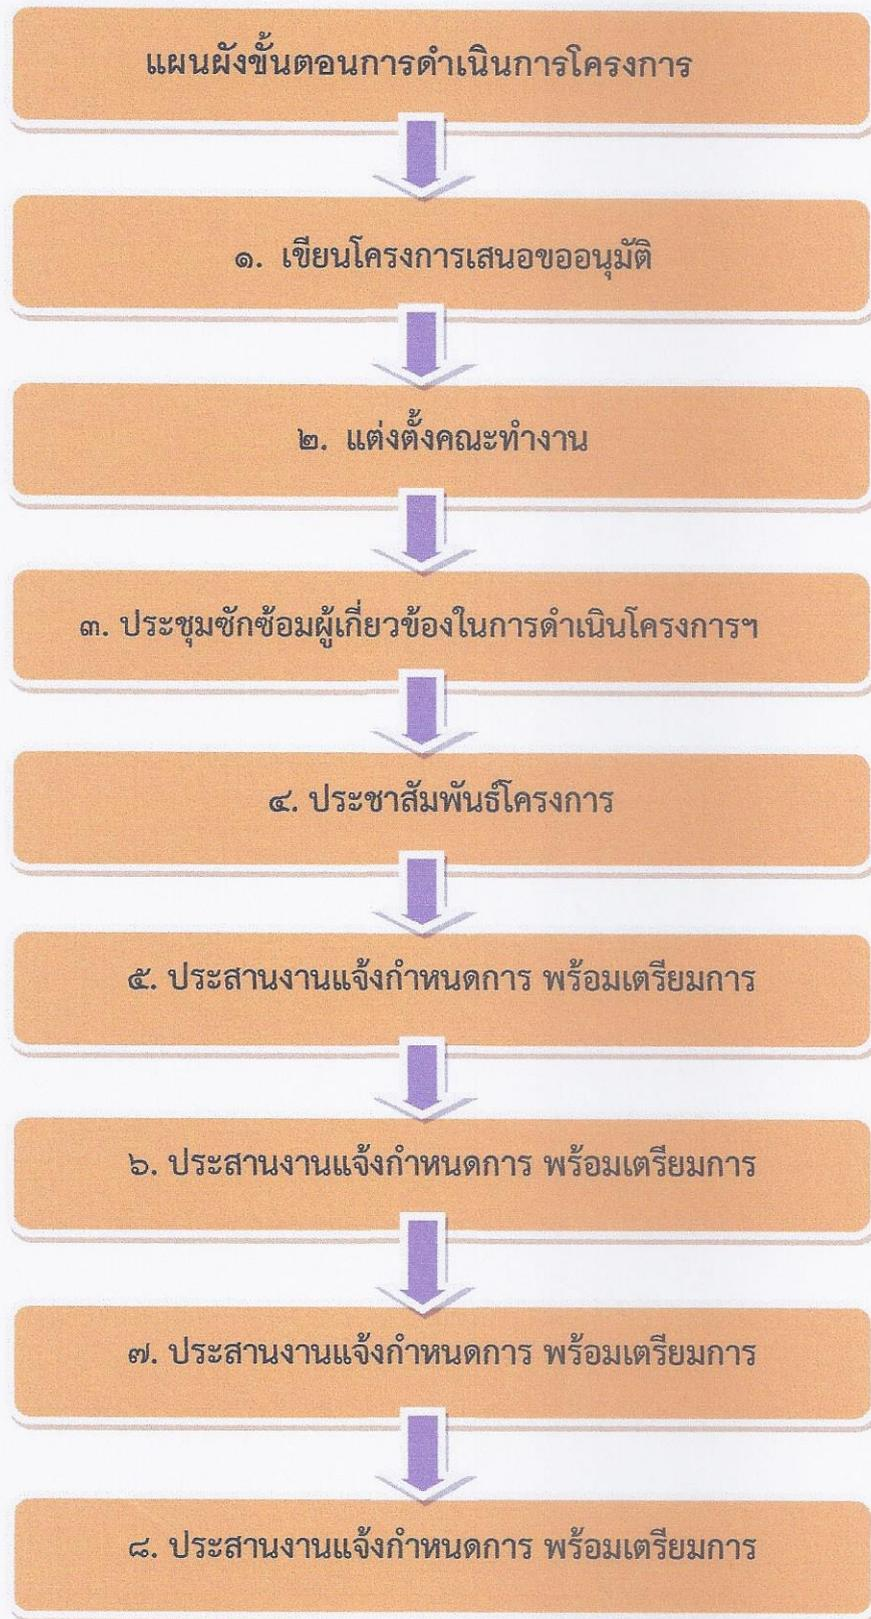 แผนผังขั้นตอนการดำเนินการโครงการ
๑. เขียนโครงการเสนอขออนุมัติ
๒. แต่งตั้งคณะทำงาน
๓. ประชุมซักซ้อมผู้เกี่ยวข้องในการดำเนินโครงการฯ
๔. ประชาสัมพันธ์โครงการ
๕. ประสานงานแจ้งกำหนดการ พร้อมเตรียมการ
๖. ประสานงานแจ้งกำหนดการ พร้อมเตรียมการ
๗. ประสานงานแจ้งกำหนดการ พร้อมเตรียมการ
๘. ประสานงานแจ้งกำหนดการ พร้อมเตรียมการ